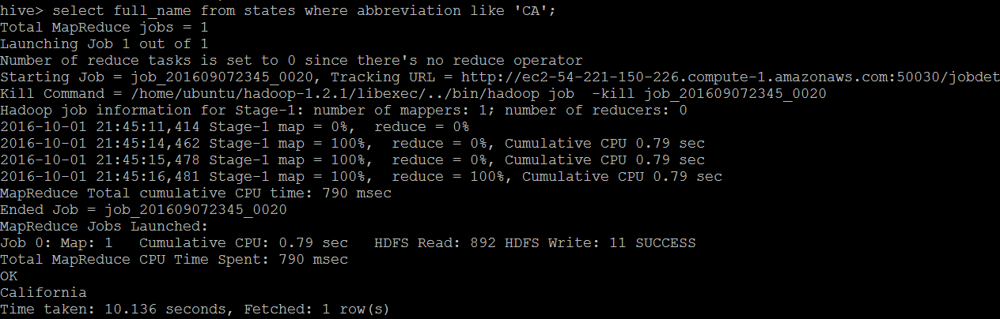 hive> select full_name from states where abbreviation like 'CA';
Total MapReduce jobs = 1
Launching Job 1 out of 1
Number of reduce tasks is set to 0 since there's no reduce operator
Starting Job = job_201609072345_0020, Tracking URL = http://ec2-54-221-150-226.compute-1.amazonaws.com:50030/jobdet
Kill Command = /home/ubuntu/hadoop-1.2.1/libexec/../bin/hadoop job  -kill job_201609072345_0020
Hadoop job information for Stage-1: number of mappers: 1; number of reducers: 0
2016-10-01 21:45:11,414 Stage-1 map = 0%,  reduce = 0%
2016-10-01 21:45:14,462 Stage-1 map = 100%,  reduce = 0%, Cumulative CPU 0.79 sec
2016-10-01 21:45:15,478 Stage-1 map = 100%,  reduce = 0%, Cumulative CPU 0.79 sec
2016-10-01 21:45:16,481 Stage-1 map = 100%,  reduce = 100%, Cumulative CPU 0.79 sec
MapReduce Total cumulative CPU time: 790 msec
Ended Job = job_201609072345_0020
MapReduce Jobs Launched:
Job 0: Map: 1   Cumulative CPU: 0.79 sec   HDFS Read: 892 HDFS Write: 11 SUCCESS
Total MapReduce CPU Time Spent: 790 msec
OK
California
Time taken: 10.136 seconds, Fetched: 1 row(s)